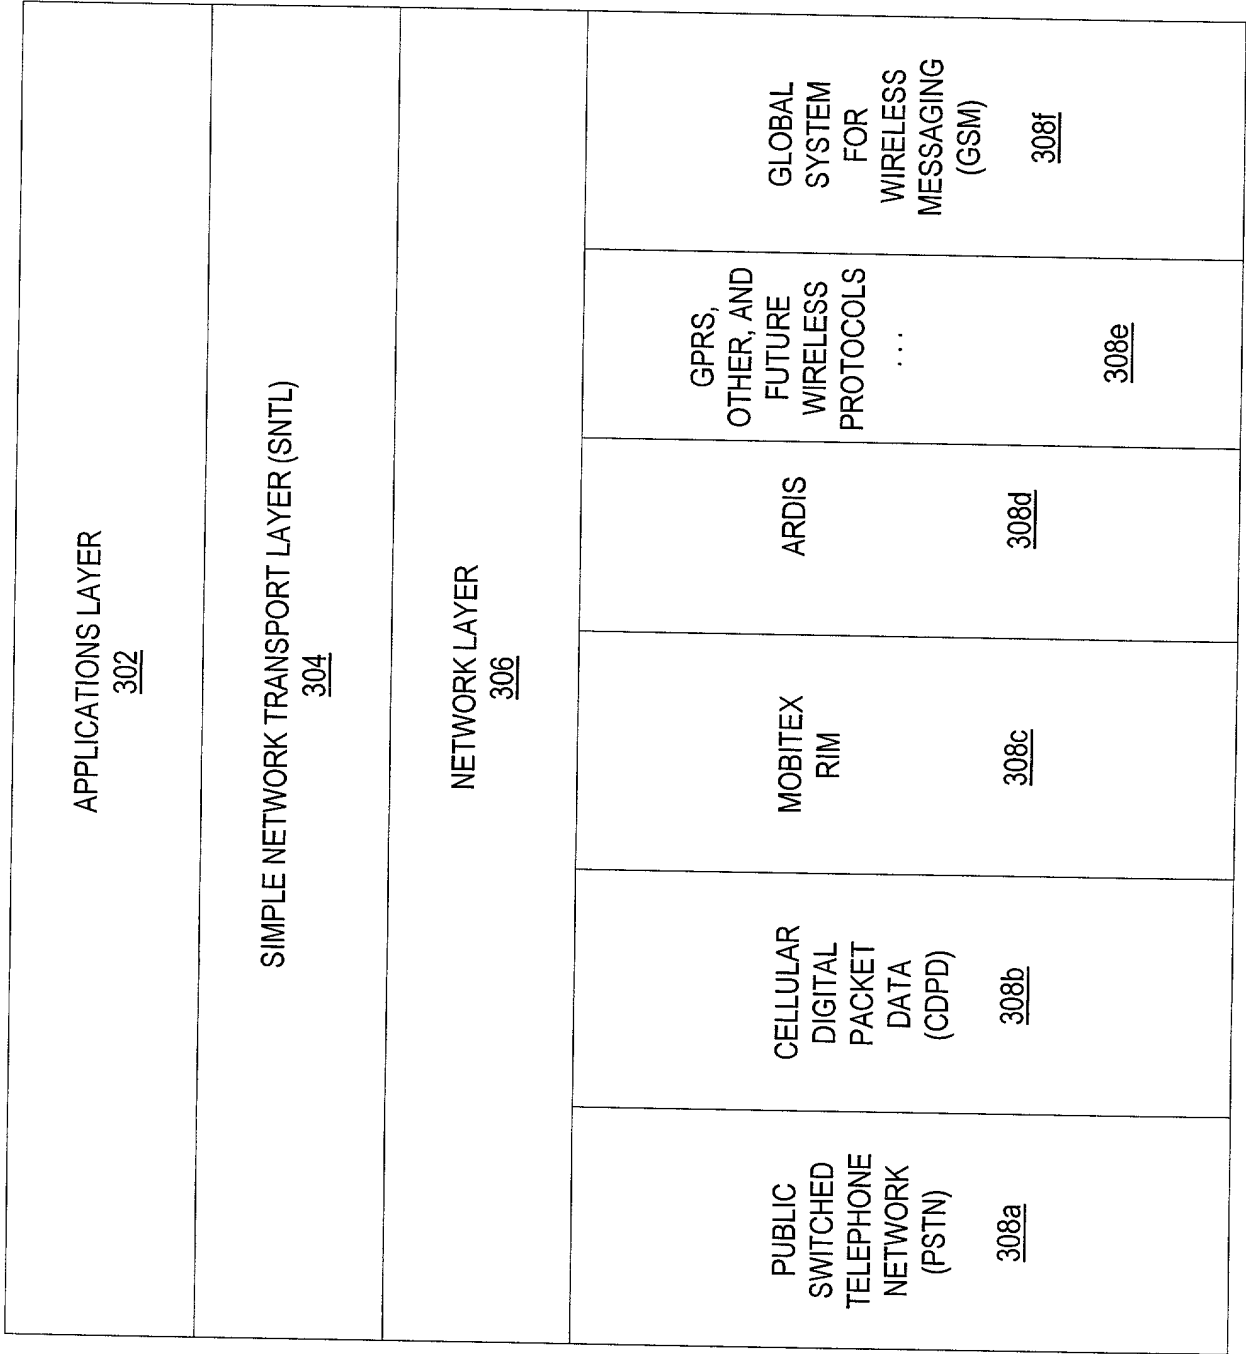 APPLICATIONS LAYER
302
SIMPLE NETWORK TRANSPORT LAYER (SNTL)
304
NETWORK LAYER
306
PUBLIC
SWITCHED
TELEPHONE
NETWORK
(PSTN)
308a
CELLULAR
DIGITAL
PACKET
DATA
(CDPD)
308b
MOBITEX
RIM
308c
ARDIS
308d
GPRS,
OTHER, AND
FUTURE
WIRELESS
PROTOCOLS
....
308e
GLOBAL
SYSTEM
FOR
WIRELESS
MESSAGING
(GSM)
308f